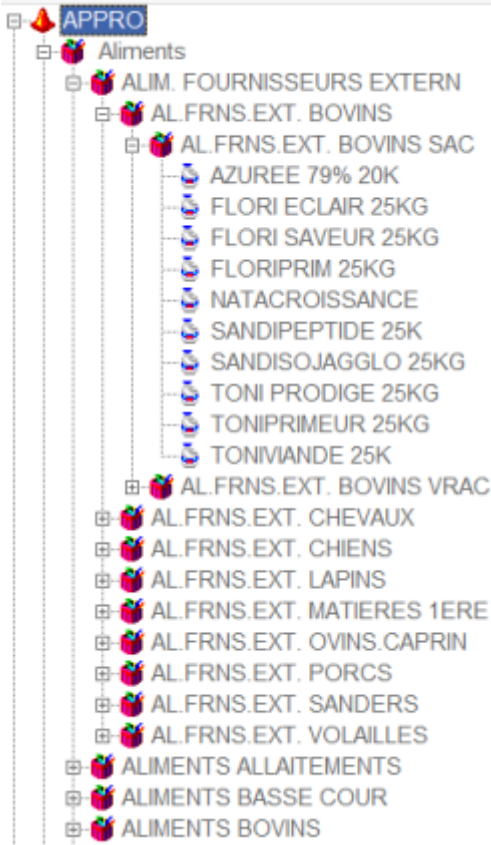 APPRO
Aliments
ALIM. FOURNISSEURS EXTERN
AL.FRNS.EXT. BOVINS
AL.FRNS.EXT. BOVINS SAC
AZUREE 79% 20K
FLORI ECLAIR 25KG
FLORI SAVEUR 25KG
FLORIPRIM 25KG
NATACROISSANCE
SANDIPEPTIDE 25K
SANDISOJAGGLO 25KG
TONI PRODIGE 25KG
TONIPRIMEUR 25KG
TONIVIANDE 25K
AL.FRNS.EXT. BOVINS VRAC
AL.FRNS.EXT. CHEVAUX
AL.FRNS.EXT. CHIENS
AL.FRNS.EXT. LAPINS
AL.FRNS.EXT. MATIERES 1ERE
AL.FRNS.EXT. OVINS.CAPRIN
AL.FRNS.EXT. PORCS
AL.FRNS.EXT. SANDERS
AL.FRNS.EXT. VOLAILLES
ALIMENTS ALLAITEMENTS
ALIMENTS BASSE COUR
ALIMENTS BOVINS